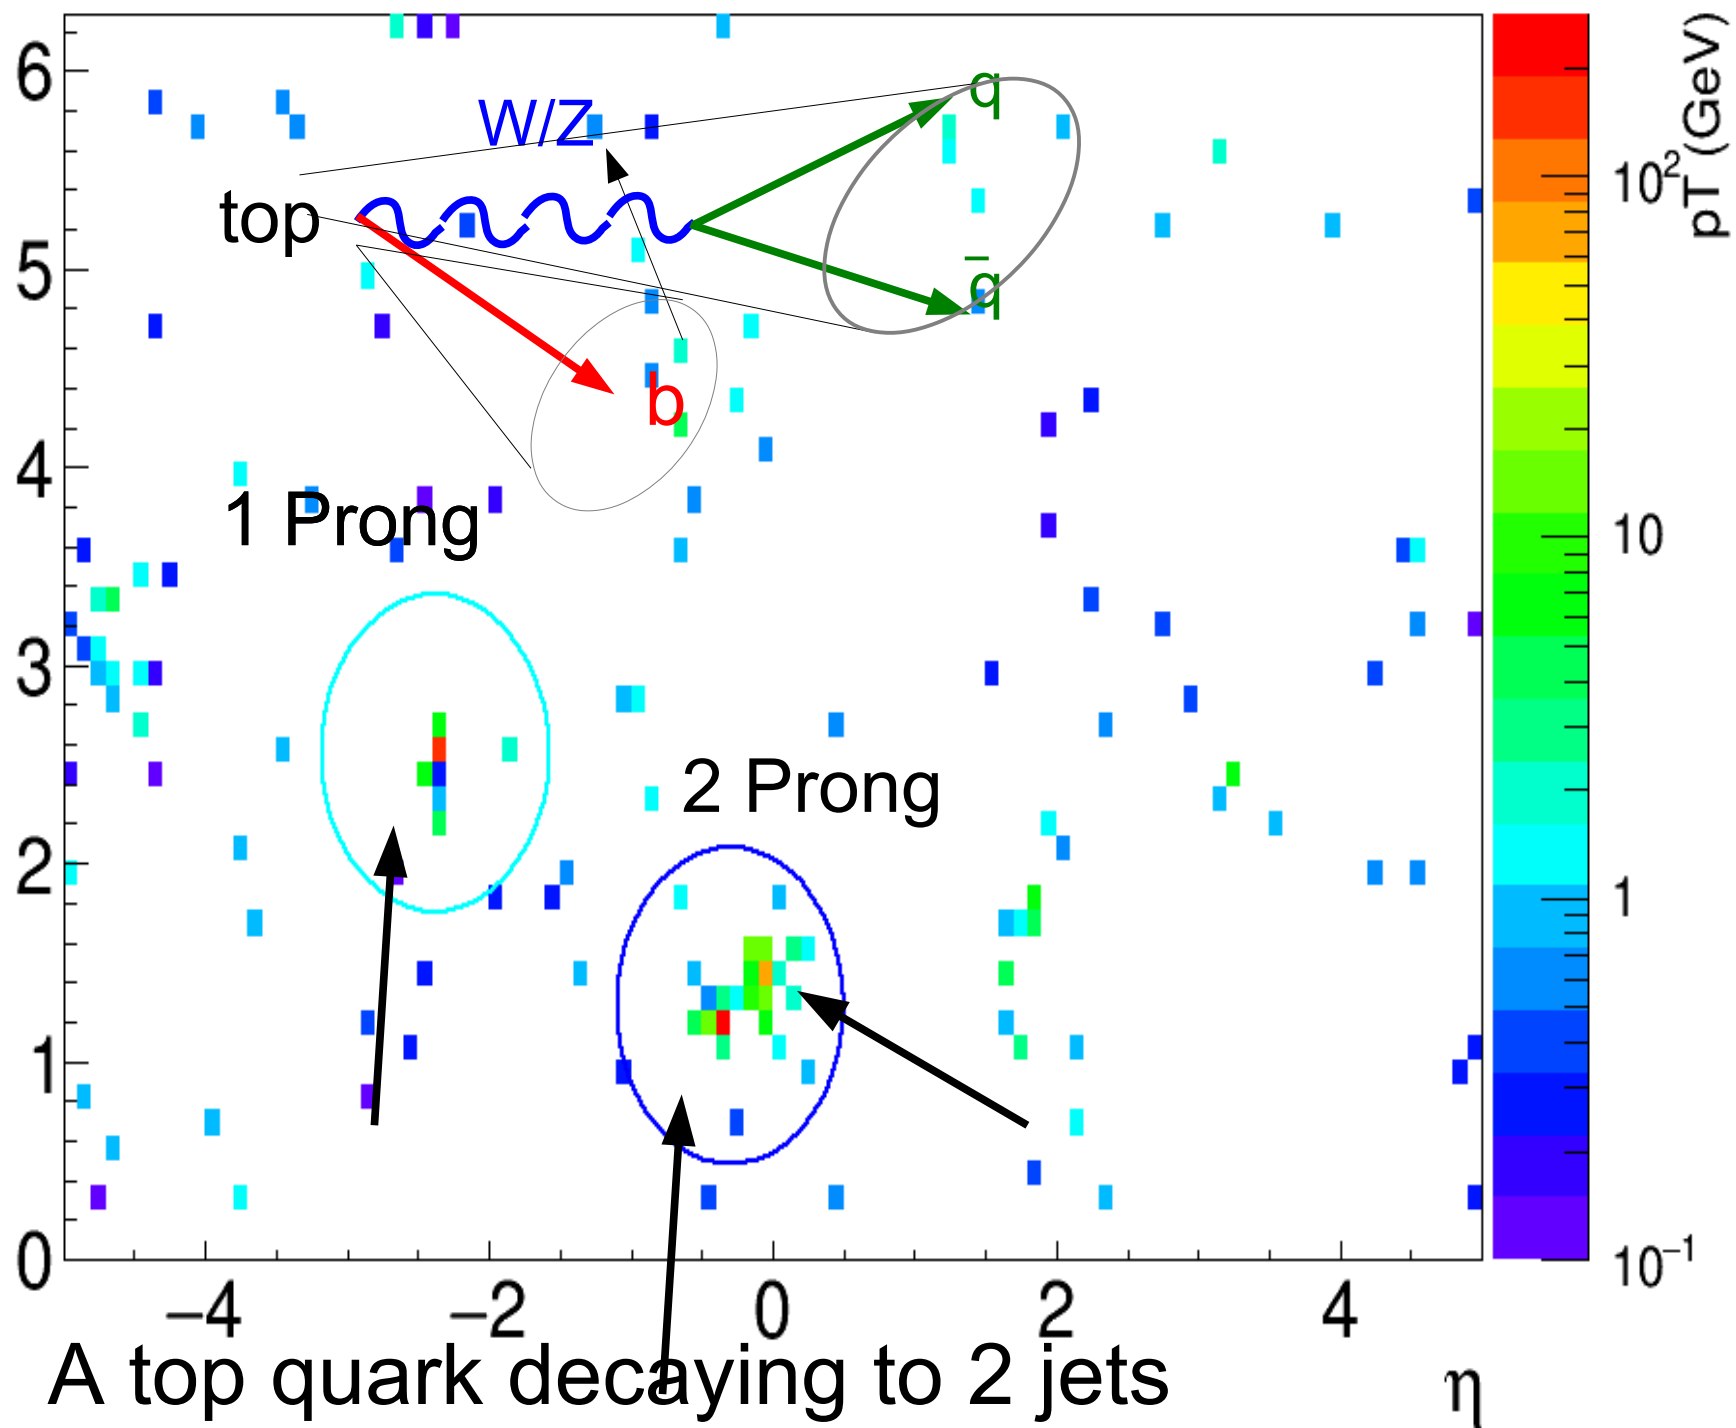 6
5
4
3
2
1
0
−4
−2
0
2
4
η
pT (GeV)
10²
10
1
10⁻¹
W/Z
q
top
q̄
b
1 Prong
2 Prong
A top quark decaying to 2 jets